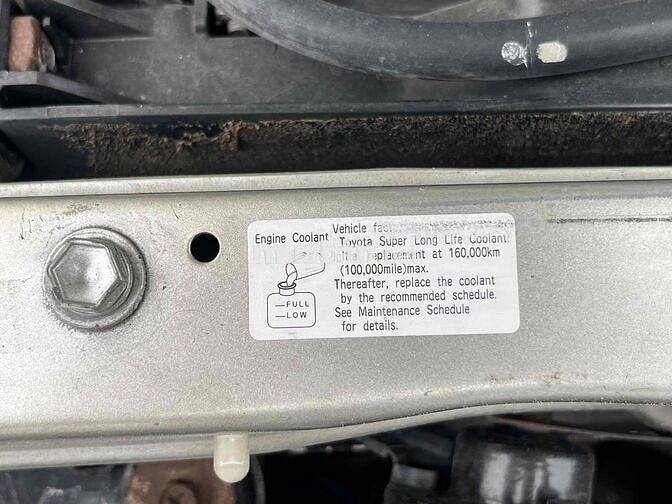 Engine Coolant
Vehicle
Toyota Super Long Life Coolant.
replacement at 160,000km
(100,000mile)max.
Thereafter, replace the coolant
by the recommended schedule.
See Maintenance Schedule
for details.
—FULL
—LOW